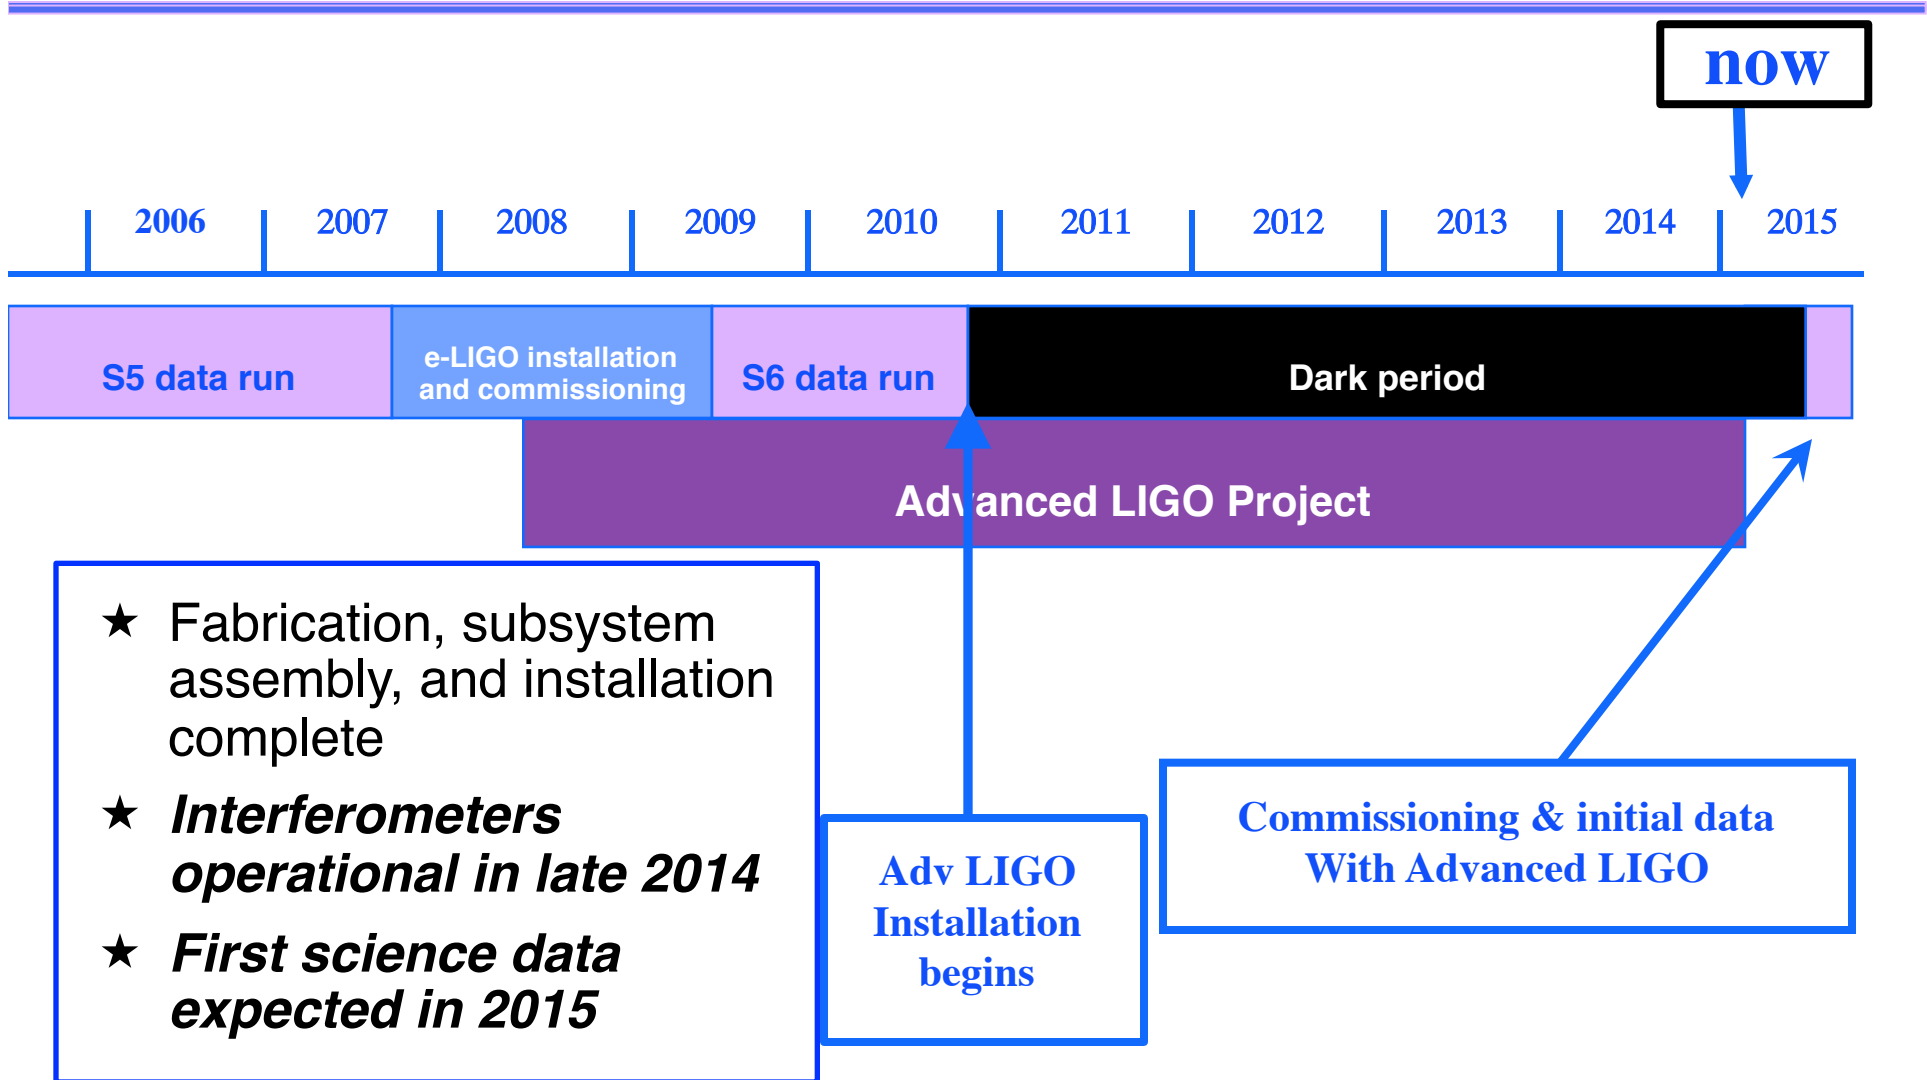 now
2006 2007 2008 2009 2010 2011 2012 2013 2014 2015
S5 data run
e-LIGO installation
and commissioning
S6 data run
Dark period
Advanced LIGO Project
★ Fabrication, subsystem
assembly, and installation
complete
★ Interferometers
operational in late 2014
★ First science data
expected in 2015
Adv LIGO
Installation
begins
Commissioning & initial data
With Advanced LIGO